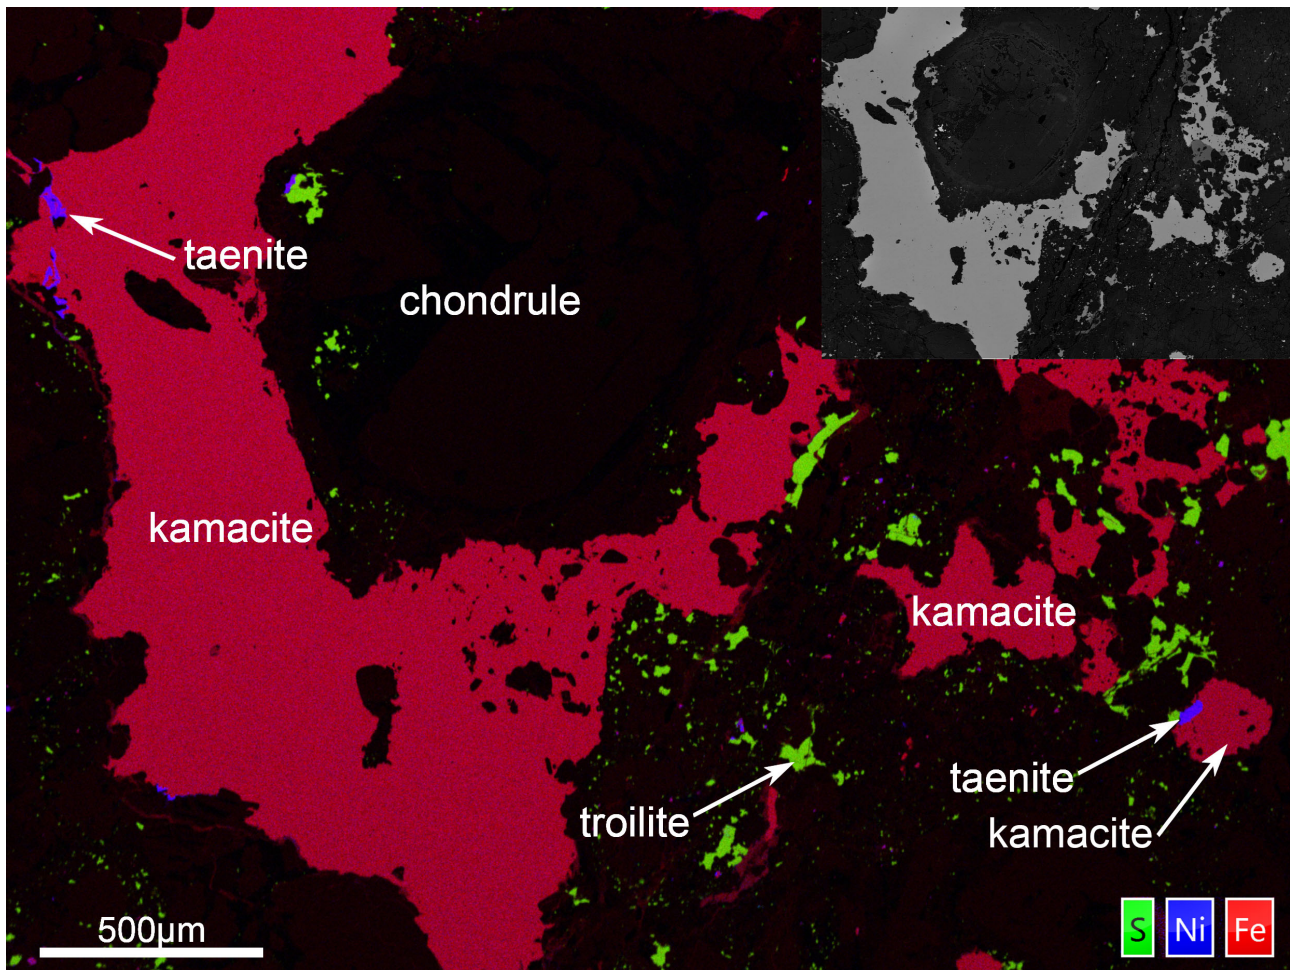 taenite
chondrule
kamacite
kamacite
troilite
taenite
kamacite
500µm
S Ni Fe